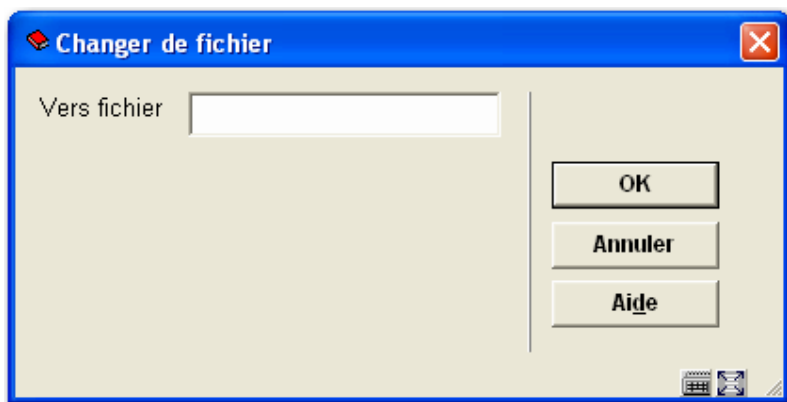 Changer de fichier
Vers fichier
OK
Annuler
Aide